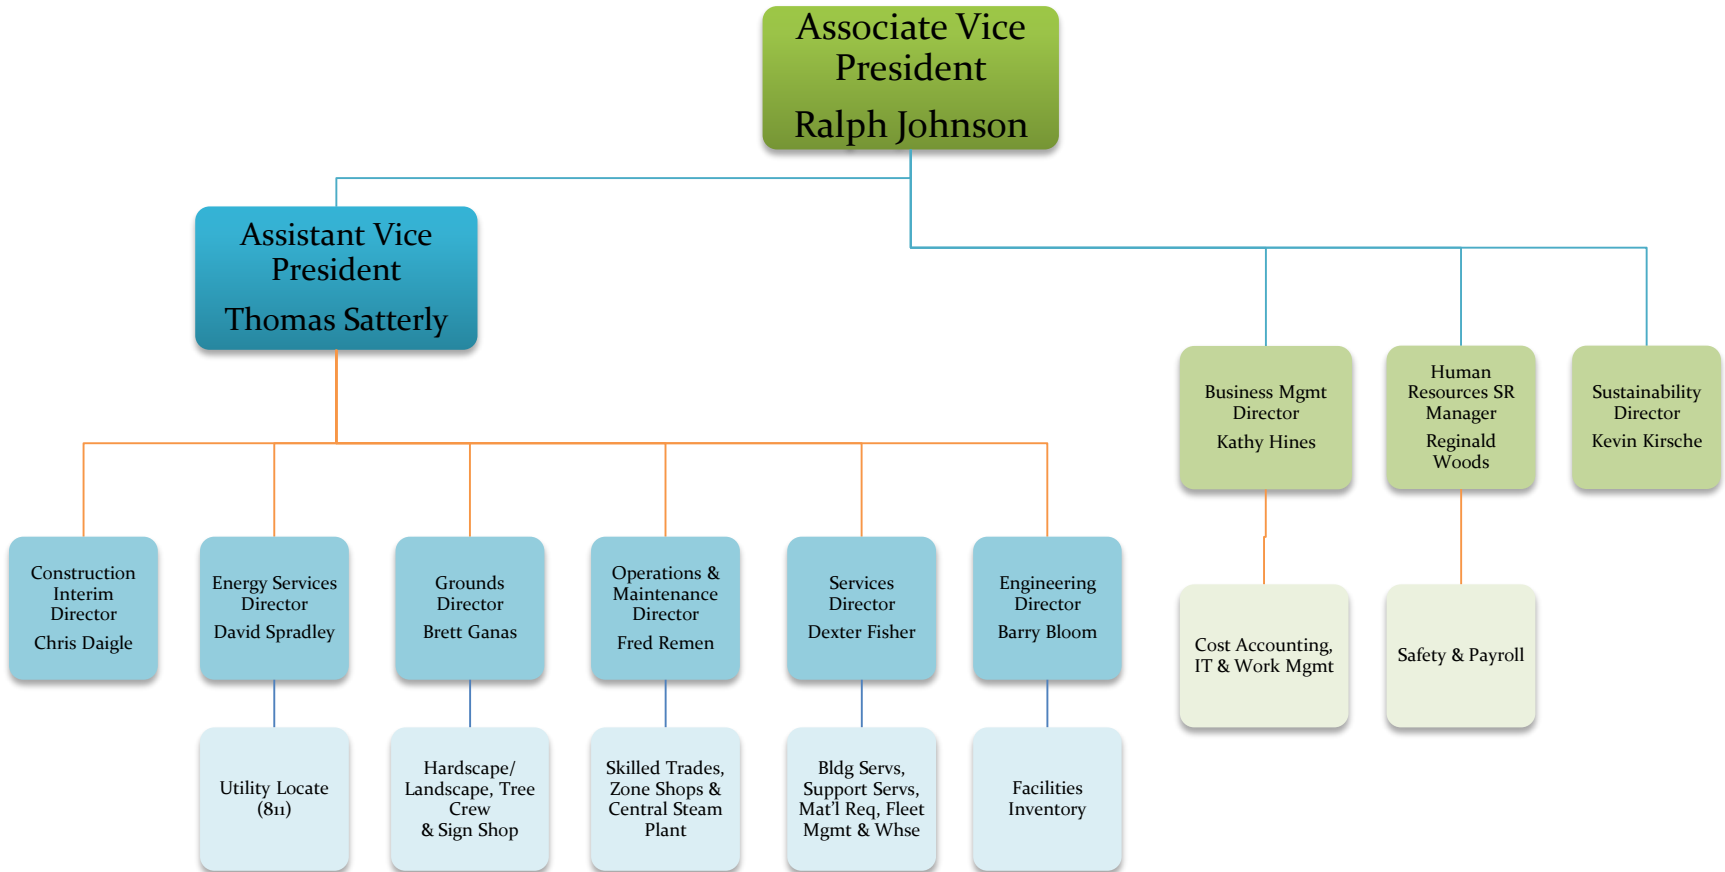 Associate Vice
President
Ralph Johnson
Assistant Vice
President
Thomas Satterly
Business Mgmt
Director
Kathy Hines
Human
Resources SR
Manager
Reginald
Woods
Sustainability
Director
Kevin Kirsche
Construction
Interim
Director
Chris Daigle
Energy Services
Director
David Spradley
Grounds
Director
Brett Ganas
Operations &
Maintenance
Director
Fred Remen
Services
Director
Dexter Fisher
Engineering
Director
Barry Bloom
Cost Accounting,
IT & Work Mgmt
Safety & Payroll
Utility Locate
(811)
Hardscape/
Landscape, Tree
Crew
& Sign Shop
Skilled Trades,
Zone Shops &
Central Steam
Plant
Bldg Servs,
Support Servs,
Mat'l Req, Fleet
Mgmt & Whse
Facilities
Inventory